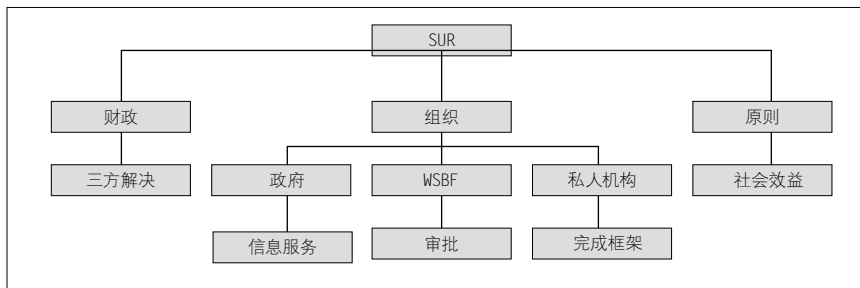 SUR
财政
组织
原则
三方解决
政府
WSBF
私人机构
社会效益
信息服务
审批
完成框架